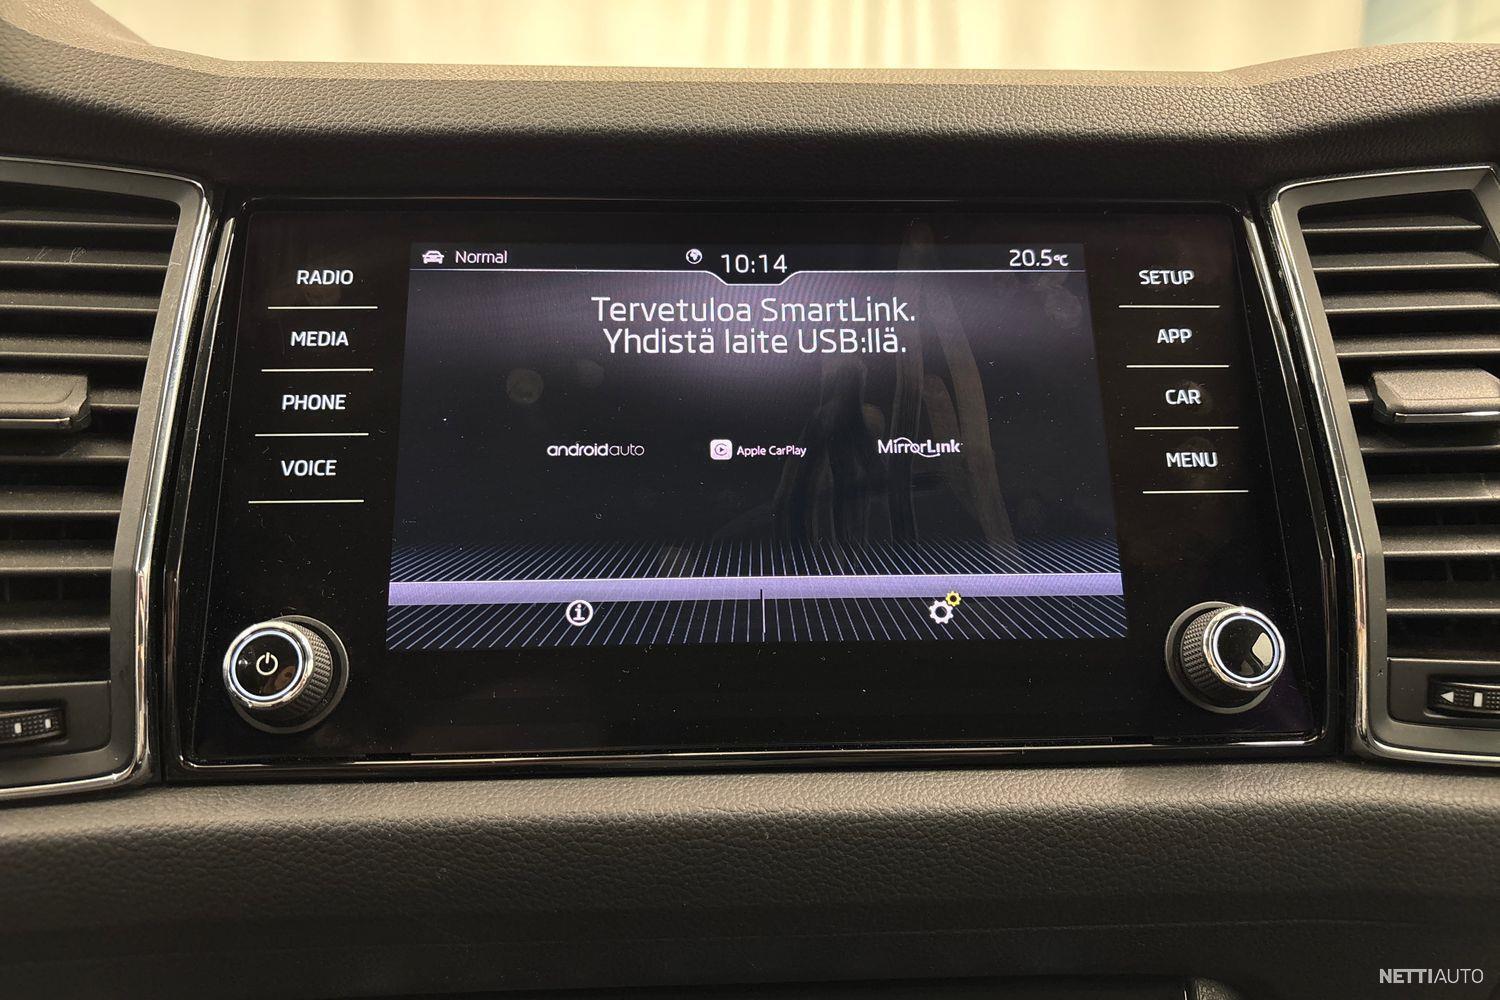 Normal
10:14
20.5°C
Tervetuloa SmartLink.
Yhdistä laite USB:llä.
androidauto
Apple CarPlay
MirrorLink
RADIO
MEDIA
PHONE
VOICE
SETUP
APP
CAR
MENU
NETTIAUTO